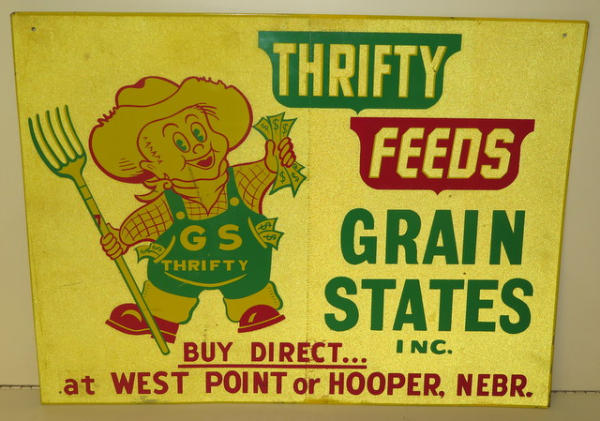 THRIFTY
FEEDS
GS
THRIFTY
GRAIN
STATES
INC.
BUY DIRECT...
at WEST POINT or HOOPER, NEBR.